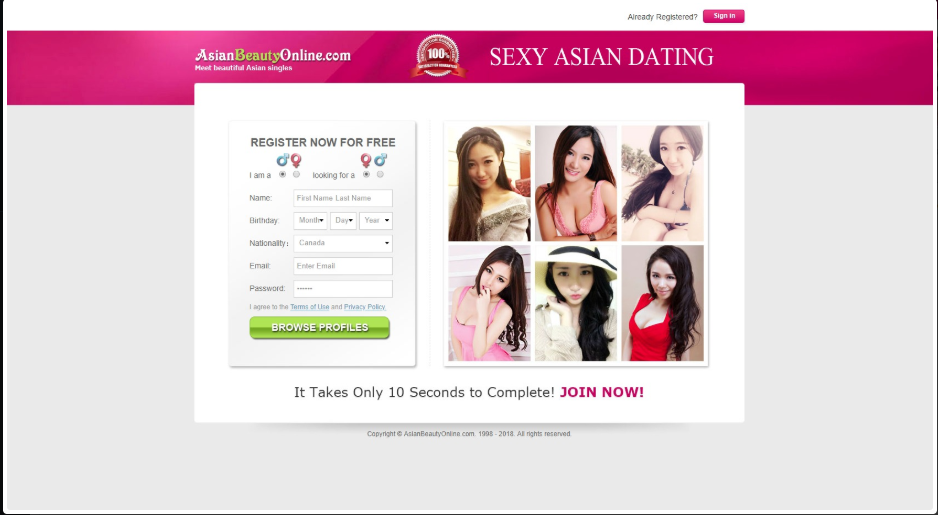 Already Registered? Sign in
AsianBeautyOnline.com
Meet beautiful Asian singles
100%
SEXY ASIAN DATING
REGISTER NOW FOR FREE
I am a looking for a
Name: First Name Last Name
Birthday: Month Day Year
Nationality: Canada
Email: Enter Email
Password: ------
I agree to the Terms of Use and Privacy Policy.
BROWSE PROFILES
It Takes Only 10 Seconds to Complete! JOIN NOW!
Copyright © AsianBeautyOnline.com. 1998 - 2018. All rights reserved.